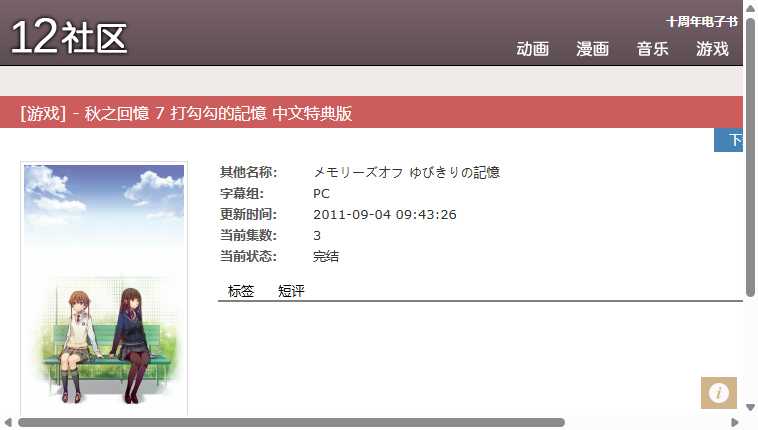 12社区
十周年电子书
动画 漫画 音乐 游戏
[游戏] - 秋之回憶 7 打勾勾的記憶 中文特典版
其他名称: メモリーズオフ ゆびきりの記憶
字幕组: PC
更新时间: 2011-09-04 09:43:26
当前集数: 3
当前状态: 完结
标签 短评